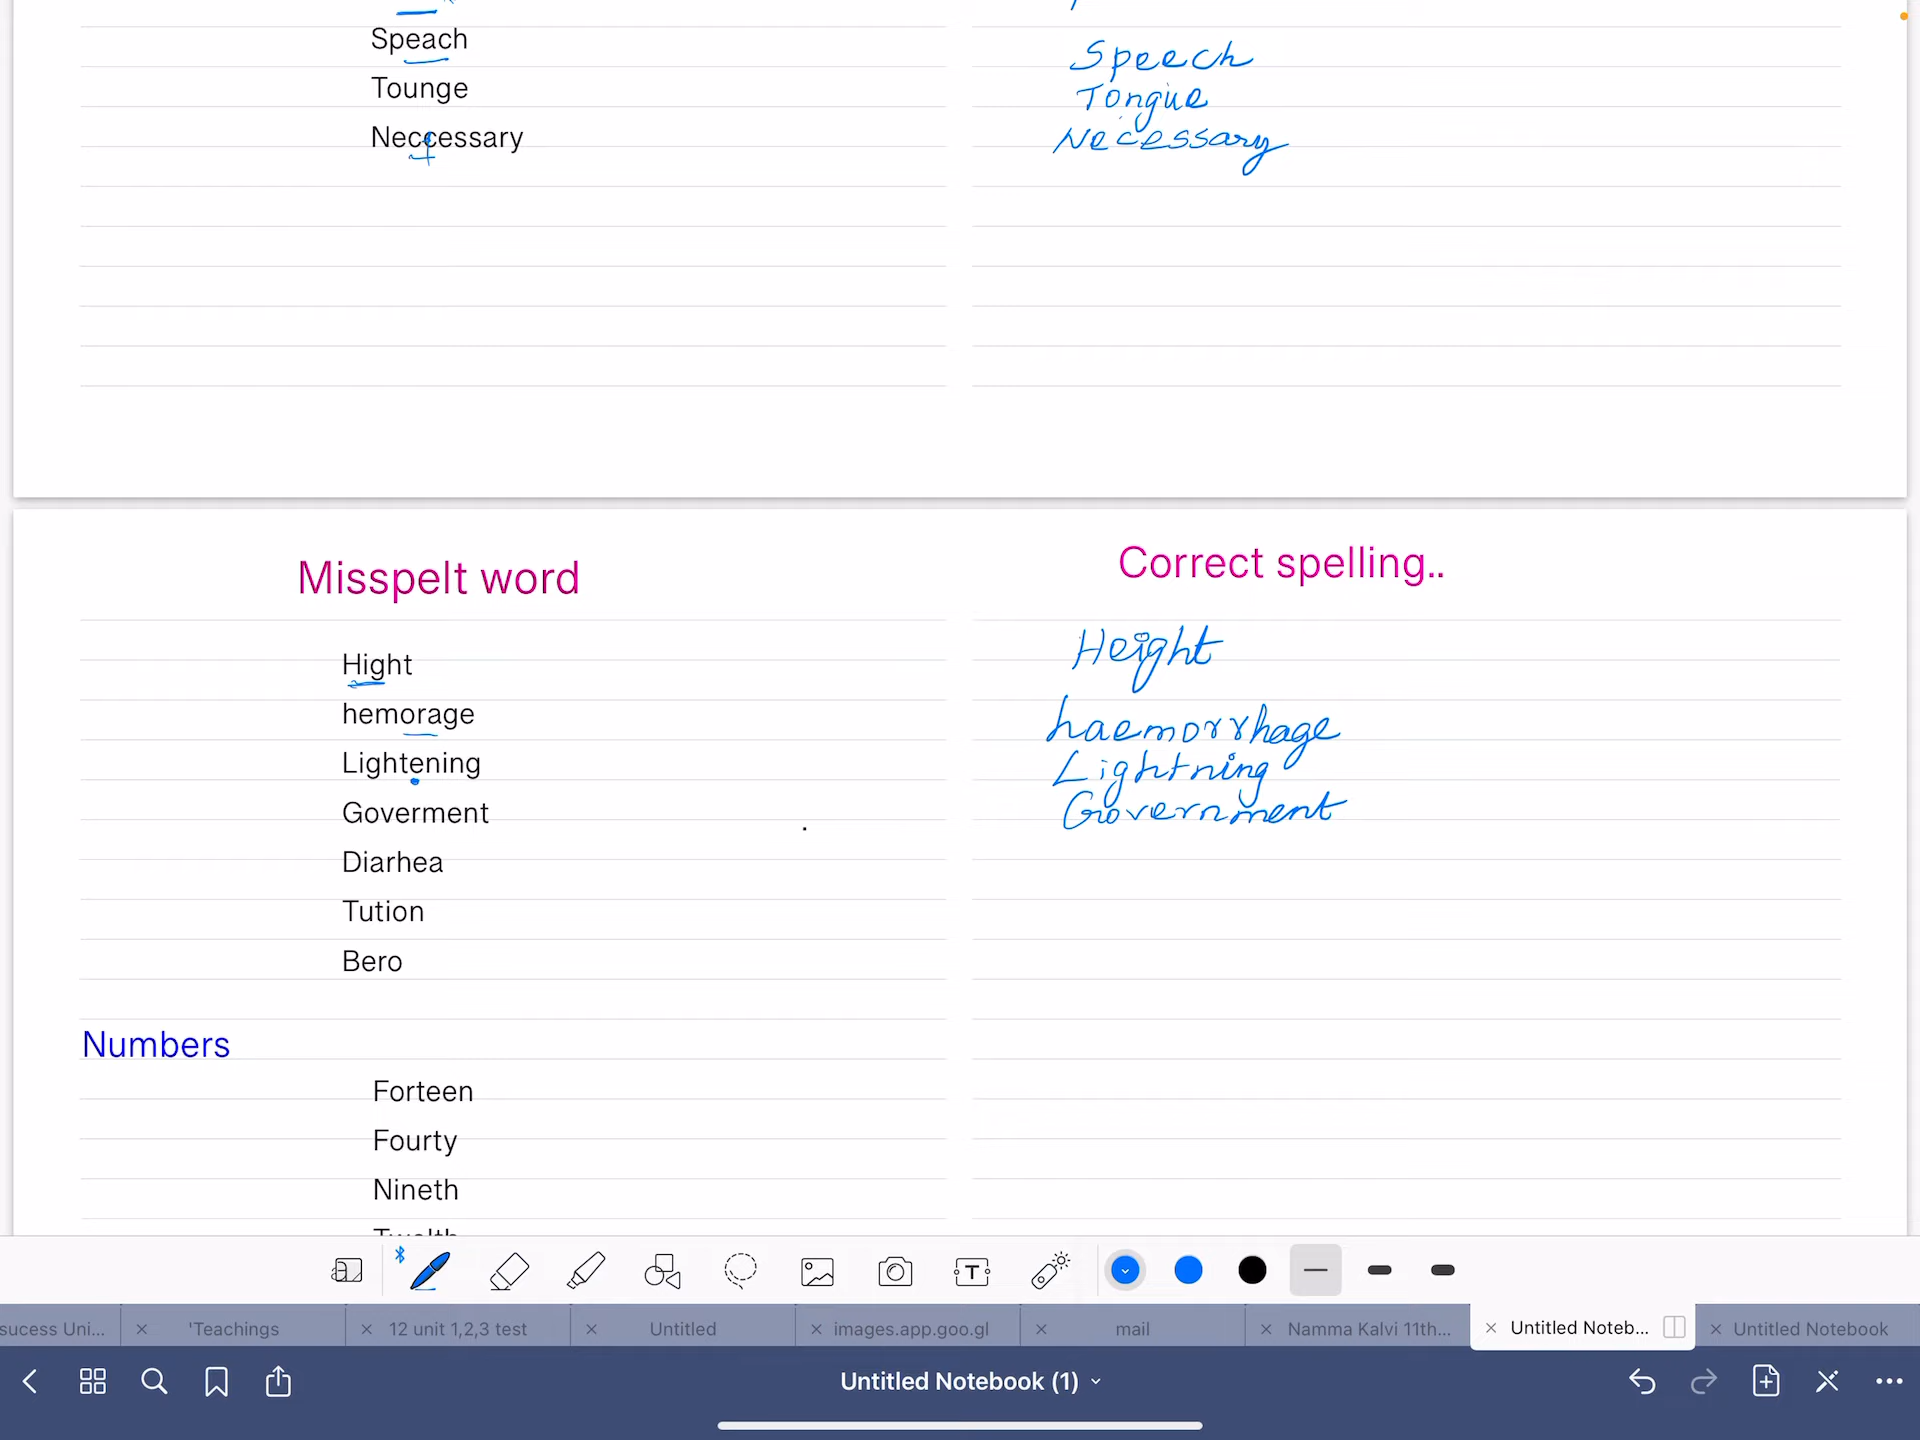 Speach Speech
Tounge Tongue
Neccessary Necessary
Misspelt word Correct spelling..
Hight Height
hemorage haemorrhage
Lightening Lightning
Goverment Government
Diarhea
Tution
Bero
Numbers
Forteen
Fourty
Nineth
sucess Uni... 'Teachings 12 unit 1,2,3 test Untitled images.app.goo.gl mail Namma Kalvi 11th... Untitled Noteb... Untitled Notebook
Untitled Notebook (1)